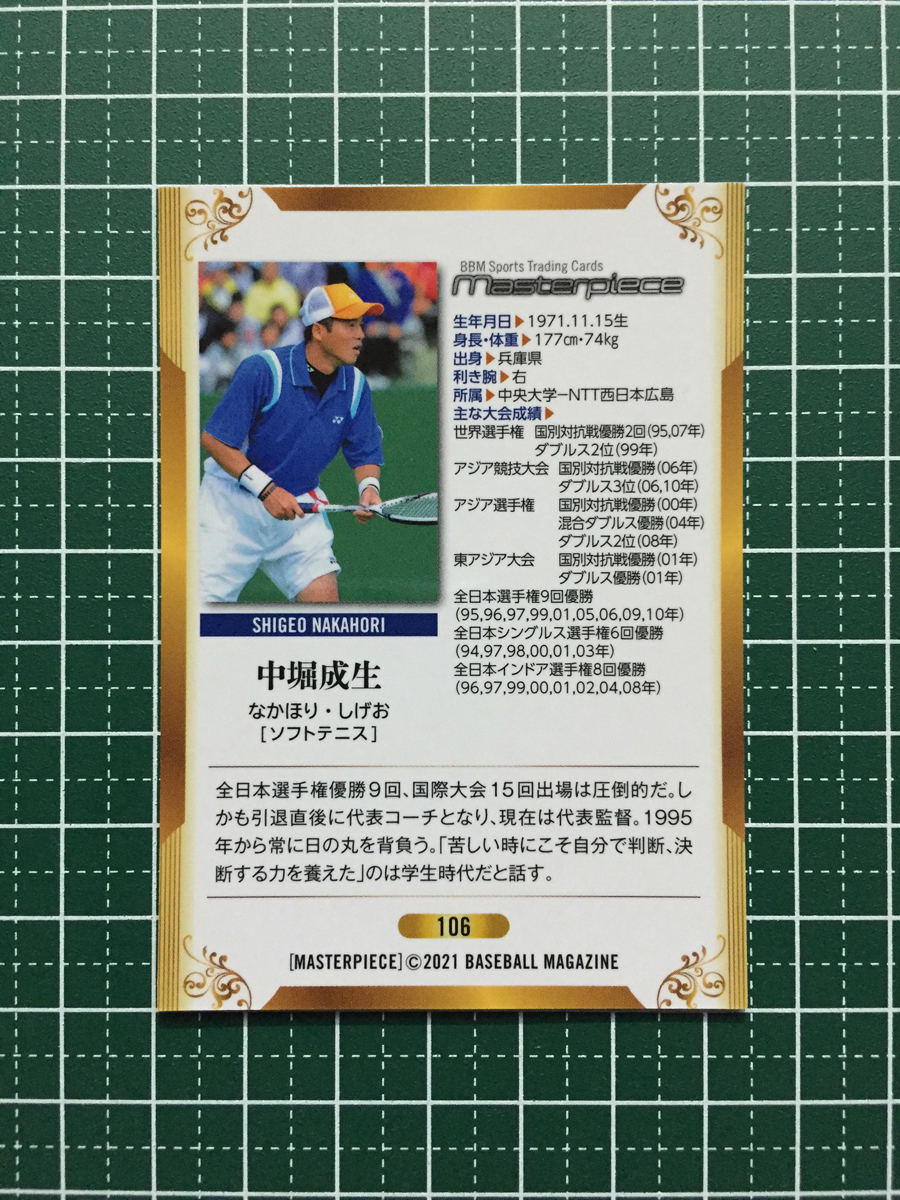 BBM Sports Trading Cards
Masterpiece
生年月日▶1971.11.15生
身長・体重▶177㎝・74㎏
出身▶兵庫県
利き腕▶右
所属▶中央大学−NTT西日本広島
主な大会成績▶
世界選手権 国別対抗戦優勝2回(95,07年)
ダブルス2位(99年)
アジア競技大会 国別対抗戦優勝(06年)
ダブルス3位(06,10年)
アジア選手権 国別対抗戦優勝(00年)
混合ダブルス優勝(04年)
ダブルス2位(08年)
東アジア大会 国別対抗戦優勝(01年)
ダブルス優勝(01年)
全日本選手権9回優勝
(95,96,97,99,01,05,06,09,10年)
全日本シングルス選手権6回優勝
(94,97,98,00,01,03年)
全日本インドア選手権8回優勝
(96,97,99,00,01,02,04,08年)
SHIGEO NAKAHORI
中堀成生
なかほり・しげお
[ソフトテニス]
全日本選手権優勝9回、国際大会15回出場は圧倒的だ。し
かも引退直後に代表コーチとなり、現在は代表監督。1995
年から常に日の丸を背負う。「苦しい時にこそ自分で判断、決
断する力を養えた」のは学生時代だと話す。
106
[MASTERPIECE]©2021 BASEBALL MAGAZINE